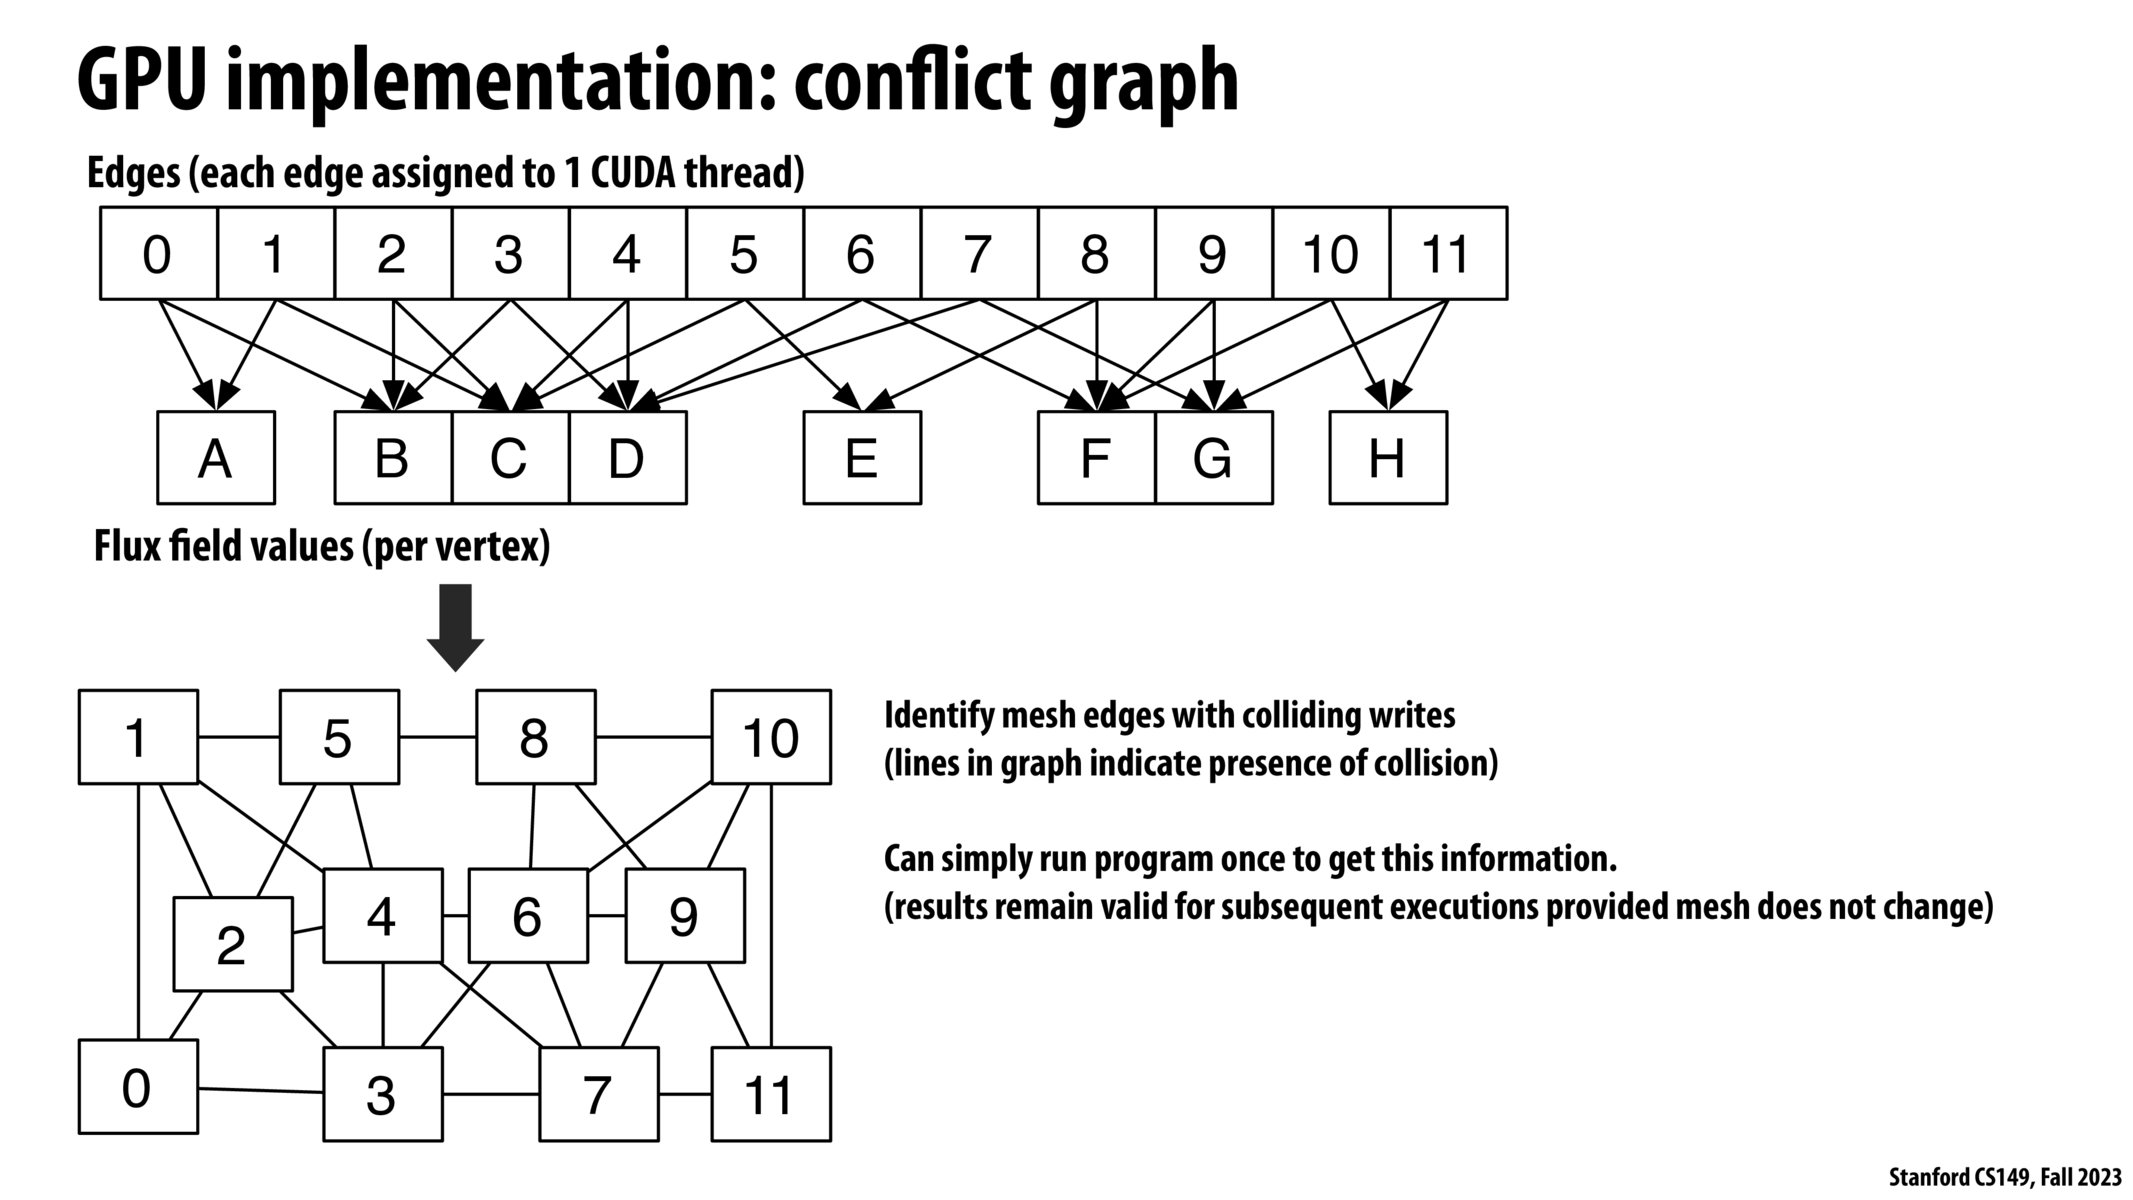 GPU implementation: conflict graph
Edges (each edge assigned to 1 CUDA thread)
0 1 2 3 4 5 6 7 8 9 10 11
A B C D E F G H
Flux field values (per vertex)
1 5 8 10
4 6 9
2
0 3 7 11
Identify mesh edges with colliding writes
(lines in graph indicate presence of collision)
Can simply run program once to get this information.
(results remain valid for subsequent executions provided mesh does not change)
Stanford CS149, Fall 2023